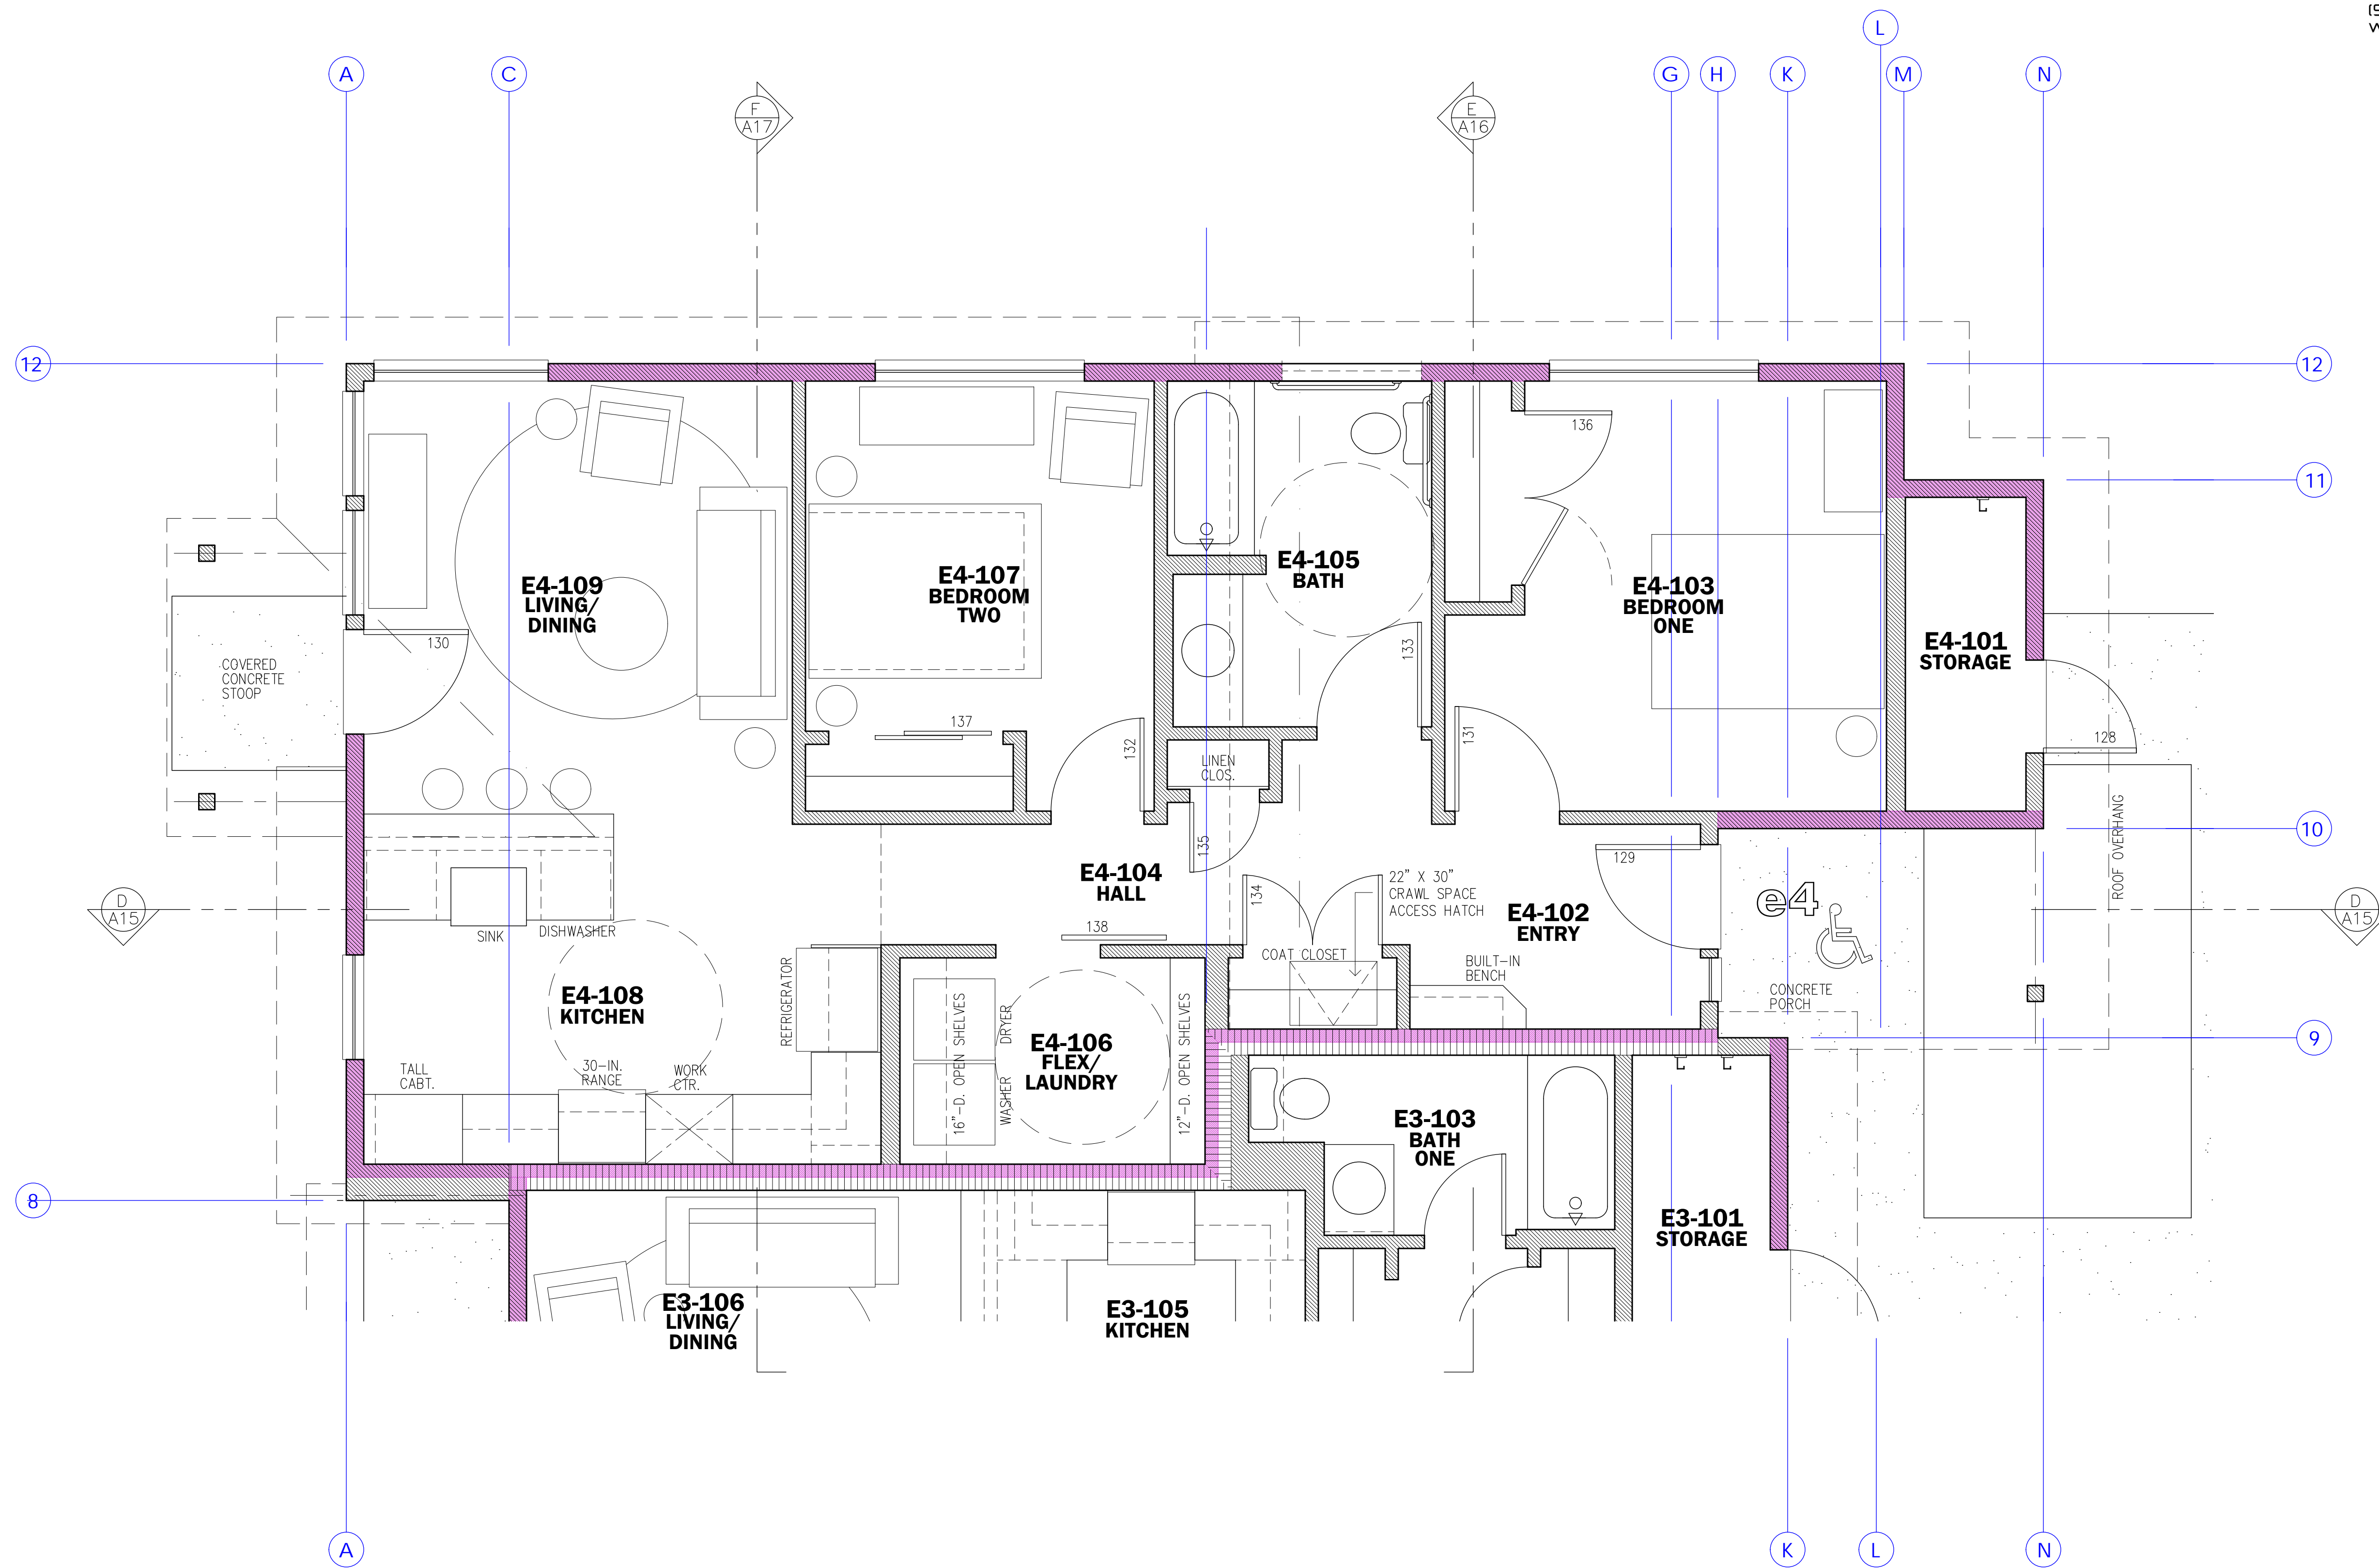 L
A
C
G
H
K
M
N
F
A17
E
A16
12
12
11
136
E4-109
LIVING/
DINING
E4-107
BEDROOM
TWO
E4-105
BATH
E4-103
BEDROOM
ONE
E4-101
STORAGE
130
133
COVERED
CONCRETE
STOOP
137
132
131
128
LINEN
CLOS.
10
ROOF OVERHANG
135
129
E4-104
HALL
134
22" X 30"
CRAWL SPACE
ACCESS HATCH
e4
D
A15
D
A15
E4-102
ENTRY
SINK
DISHWASHER
138
COAT CLOSET
BUILT-IN
BENCH
REFRIGERATOR
E4-108
KITCHEN
CONCRETE
PORCH
16"-D. OPEN SHELVES
DRYER
WASHER
E4-106
FLEX/
LAUNDRY
12"-D. OPEN SHELVES
9
TALL
CABT.
30-IN.
RANGE
WORK
CTR.
E3-103
BATH
ONE
8
E3-101
STORAGE
E3-106
LIVING/
DINING
E3-105
KITCHEN
A
K
L
N